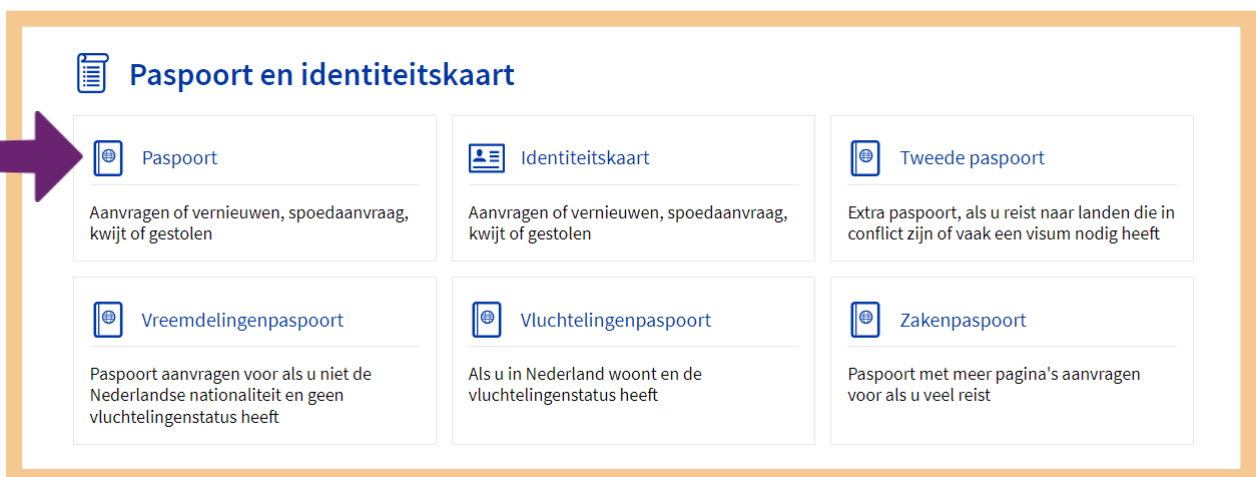 Paspoort en identiteitskaart
Paspoort
Aanvragen of vernieuwen, spoedaanvraag,
kwijt of gestolen
Identiteitskaart
Aanvragen of vernieuwen, spoedaanvraag,
kwijt of gestolen
Tweede paspoort
Extra paspoort, als u reist naar landen die in
conflict zijn of vaak een visum nodig heeft
Vreemdelingenpaspoort
Paspoort aanvragen voor als u niet de
Nederlandse nationaliteit en geen
vluchtelingenstatus heeft
Vluchtelingenpaspoort
Als u in Nederland woont en de
vluchtelingenstatus heeft
Zakenpaspoort
Paspoort met meer pagina's aanvragen
voor als u veel reist